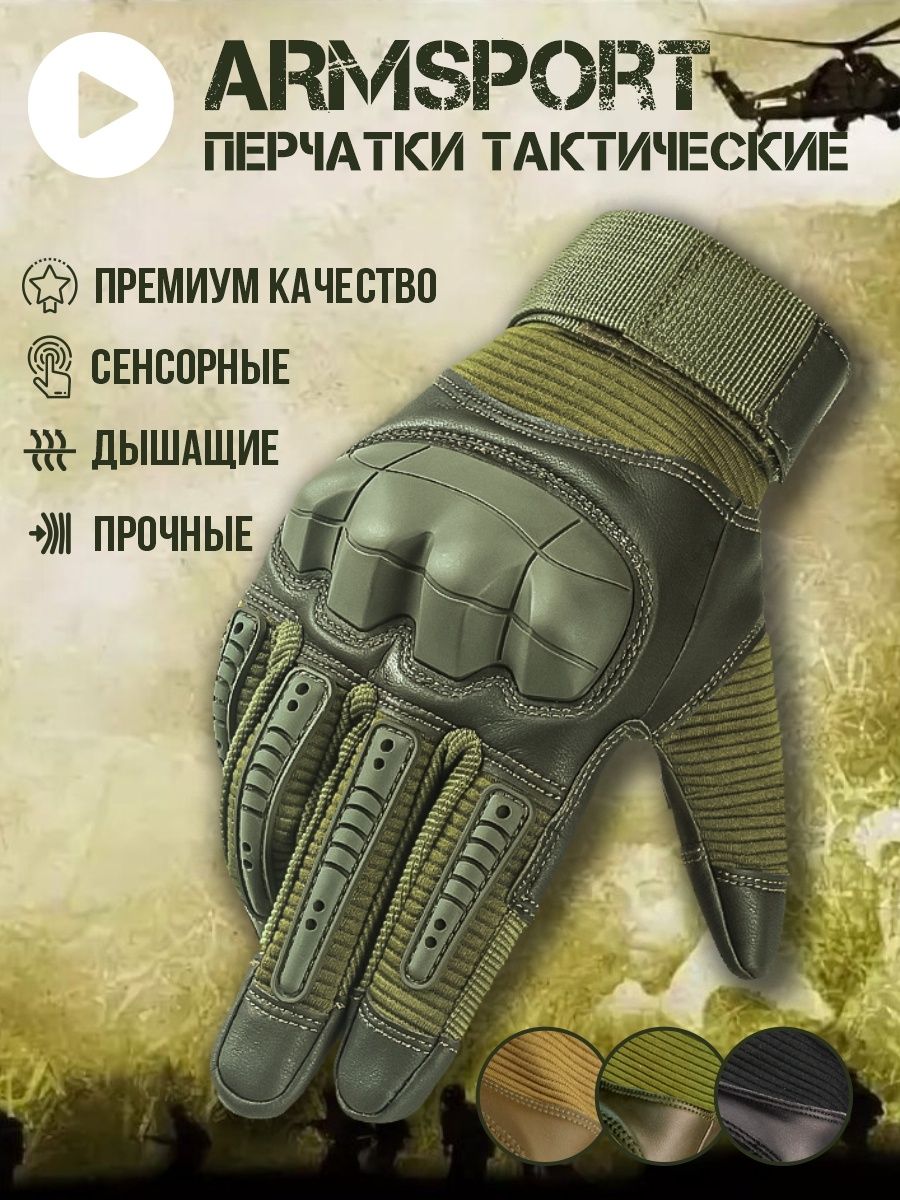 ARMSPORT
ПЕРЧАТКИ ТАКТИЧЕСКИЕ
ПРЕМИУМ КАЧЕСТВО
СЕНСОРНЫЕ
ДЫШАЩИЕ
ПРОЧНЫЕ